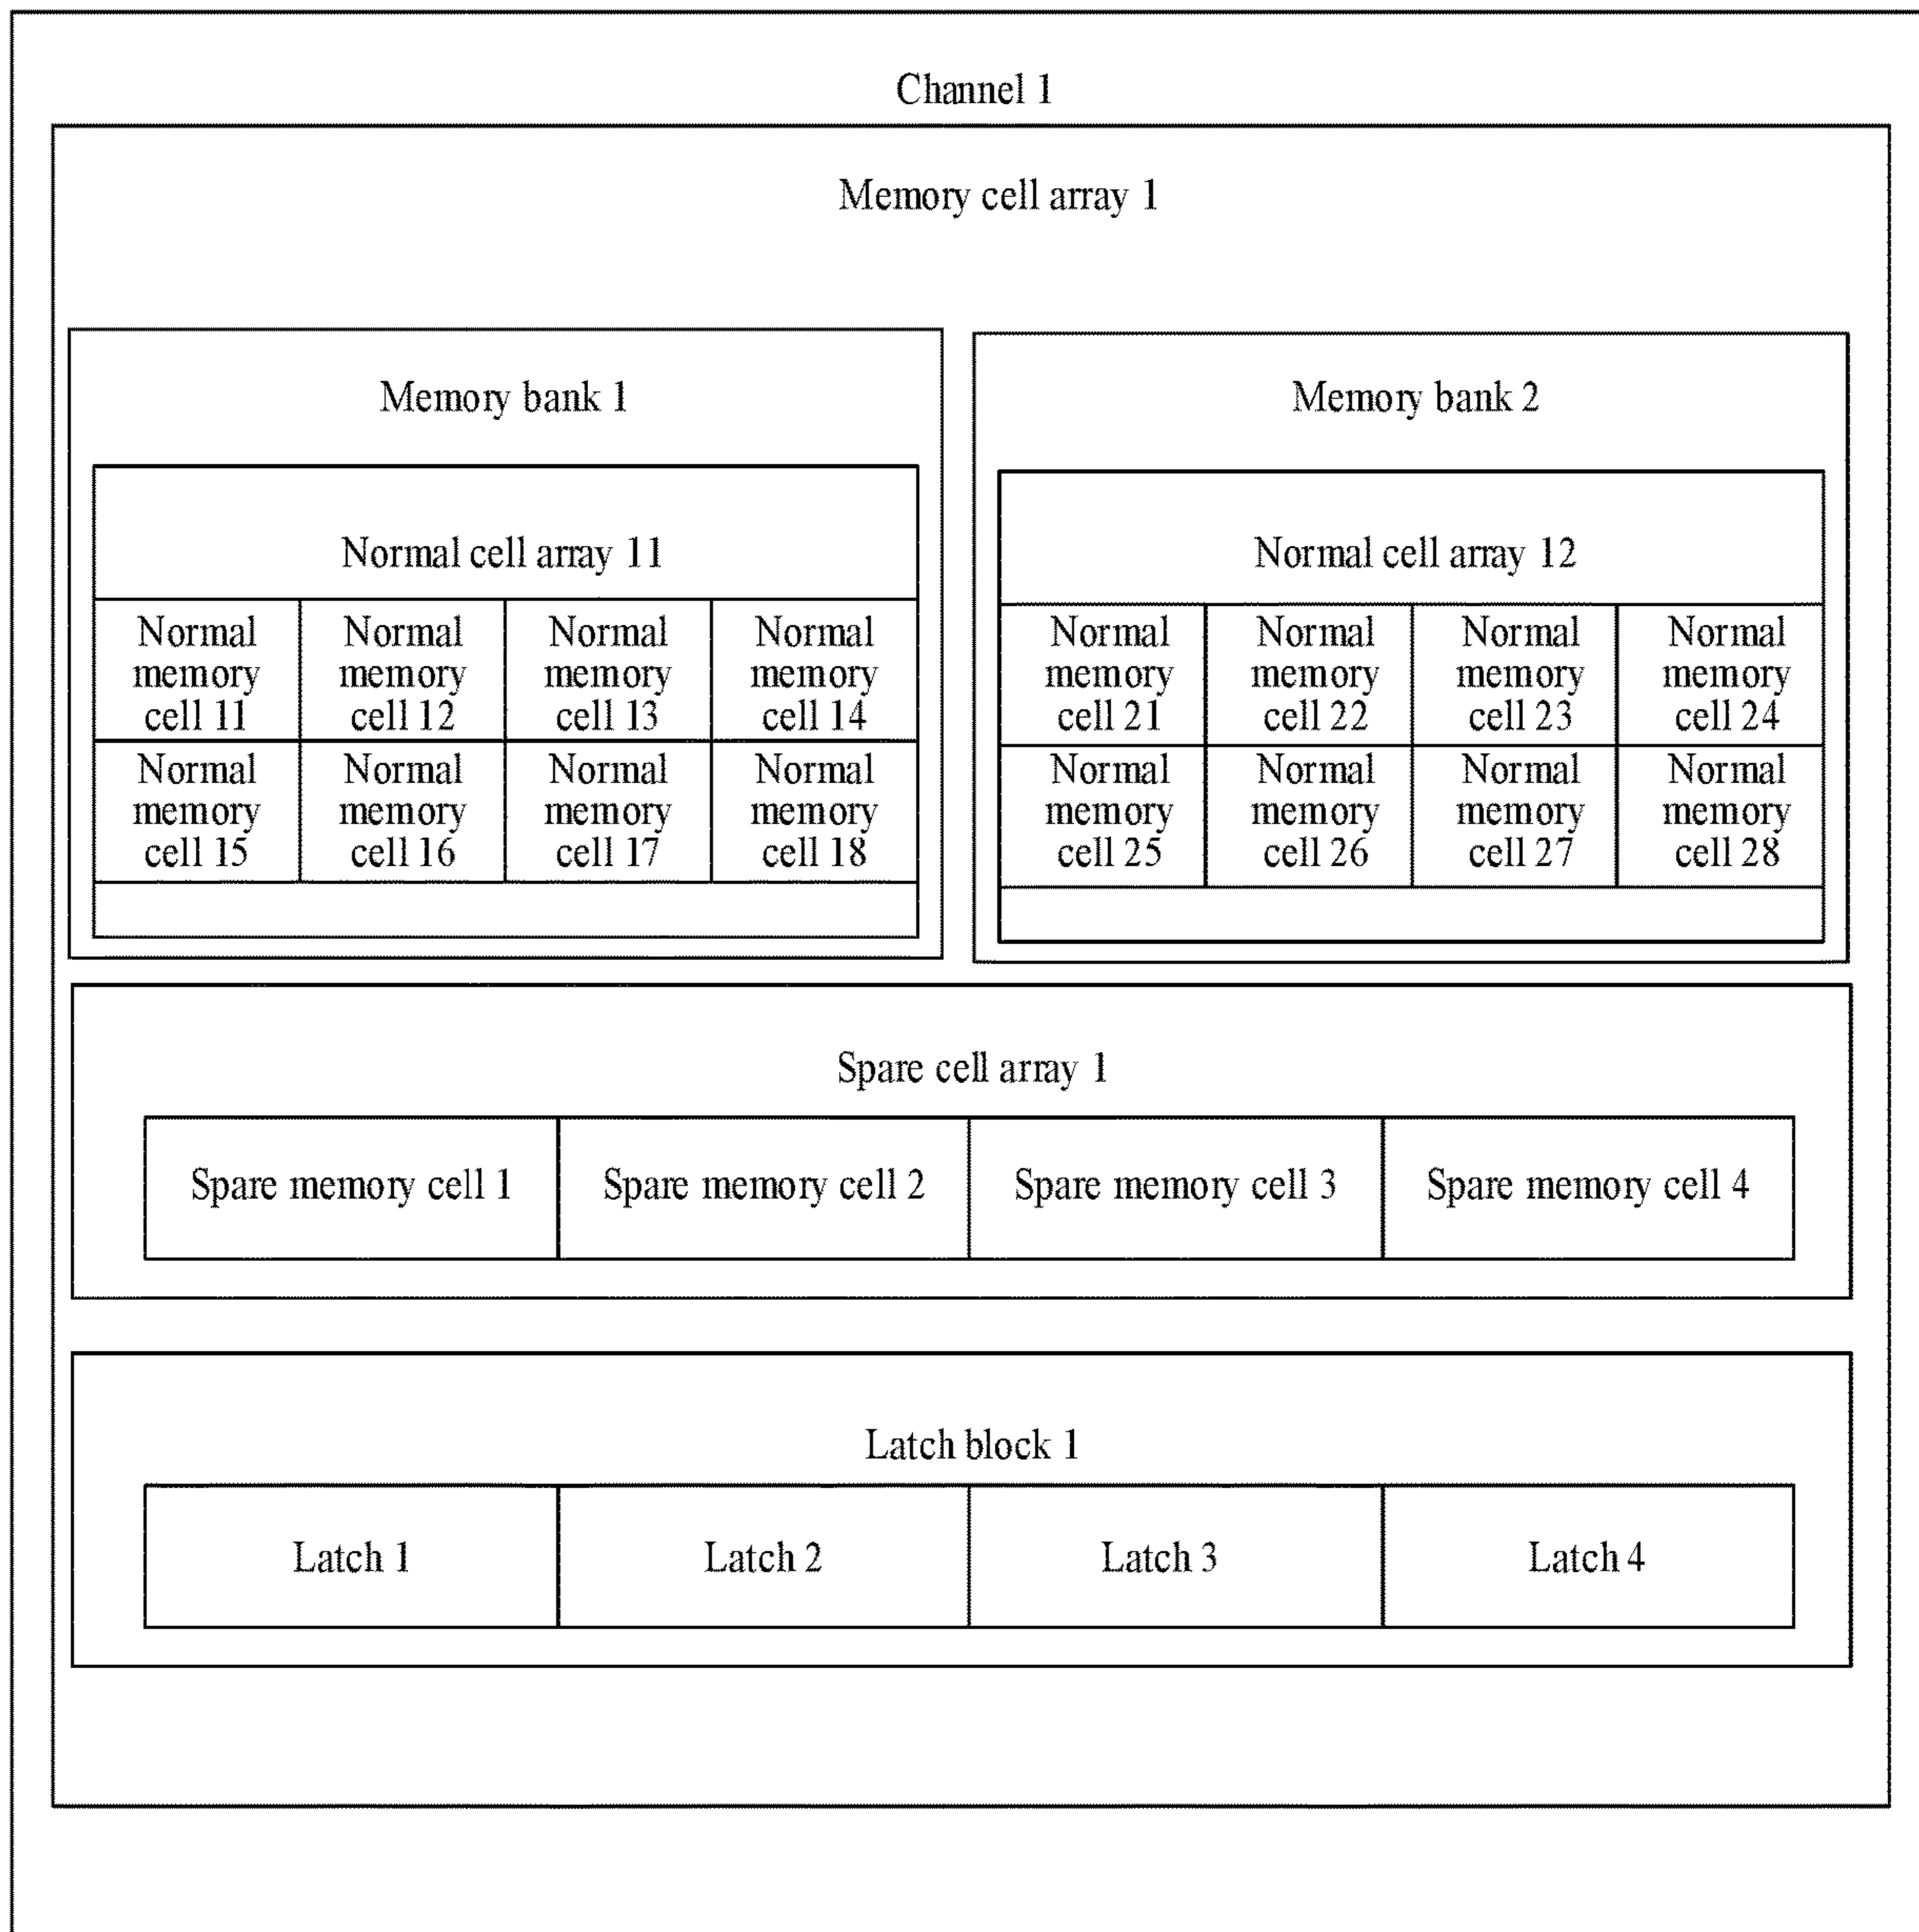 Channel 1
Memory cell array 1
Memory bank 1
Normal cell array 11
Normal
memory
cell 11
Normal
memory
cell 12
Normal
memory
cell 13
Normal
memory
cell 14
Normal
memory
cell 15
Normal
memory
cell 16
Normal
memory
cell 17
Normal
memory
cell 18
Memory bank 2
Normal cell array 12
Normal
memory
cell 21
Normal
memory
cell 22
Normal
memory
cell 23
Normal
memory
cell 24
Normal
memory
cell 25
Normal
memory
cell 26
Normal
memory
cell 27
Normal
memory
cell 28
Spare cell array 1
Spare memory cell 1
Spare memory cell 2
Spare memory cell 3
Spare memory cell 4
Latch block 1
Latch 1
Latch 2
Latch 3
Latch 4